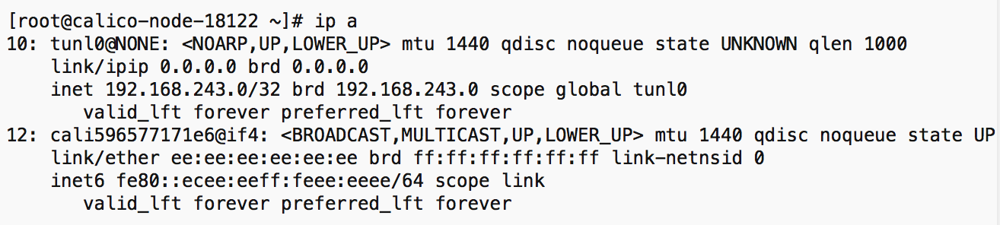 [root@calico-node-18122 ~]# ip a
10: tunl0@NONE: <NOARP,UP,LOWER_UP> mtu 1440 qdisc noqueue state UNKNOWN qlen 1000
    link/ipip 0.0.0.0 brd 0.0.0.0
    inet 192.168.243.0/32 brd 192.168.243.0 scope global tunl0
       valid_lft forever preferred_lft forever
12: cali596577171e6@if4: <BROADCAST,MULTICAST,UP,LOWER_UP> mtu 1440 qdisc noqueue state UP
    link/ether ee:ee:ee:ee:ee:ee brd ff:ff:ff:ff:ff:ff link-netnsid 0
    inet6 fe80::ecee:eeff:feee:eeee/64 scope link
       valid_lft forever preferred_lft forever